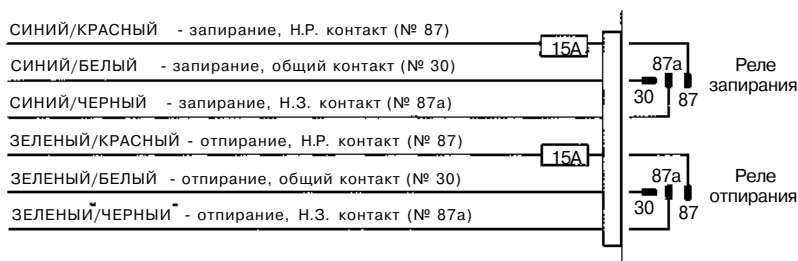 СИНИЙ/КРАСНЫЙ - запирание, Н.Р. контакт (№ 87)
15А
СИНИЙ/БЕЛЫЙ - запирание, общий контакт (№ 30)
СИНИЙ/ЧЕРНЫЙ - запирание, Н.З. контакт (№ 87а)
87а
30
87
Реле
запирания
ЗЕЛЕНЫЙ/КРАСНЫЙ - отпирание, Н.Р. контакт (№ 87)
15А
ЗЕЛЕНЫЙ/БЕЛЫЙ - отпирание, общий контакт (№ 30)
ЗЕЛЕНЫЙ/ЧЕРНЫЙ - отпирание, Н.З. контакт (№ 87а)
87а
30
87
Реле
отпирания